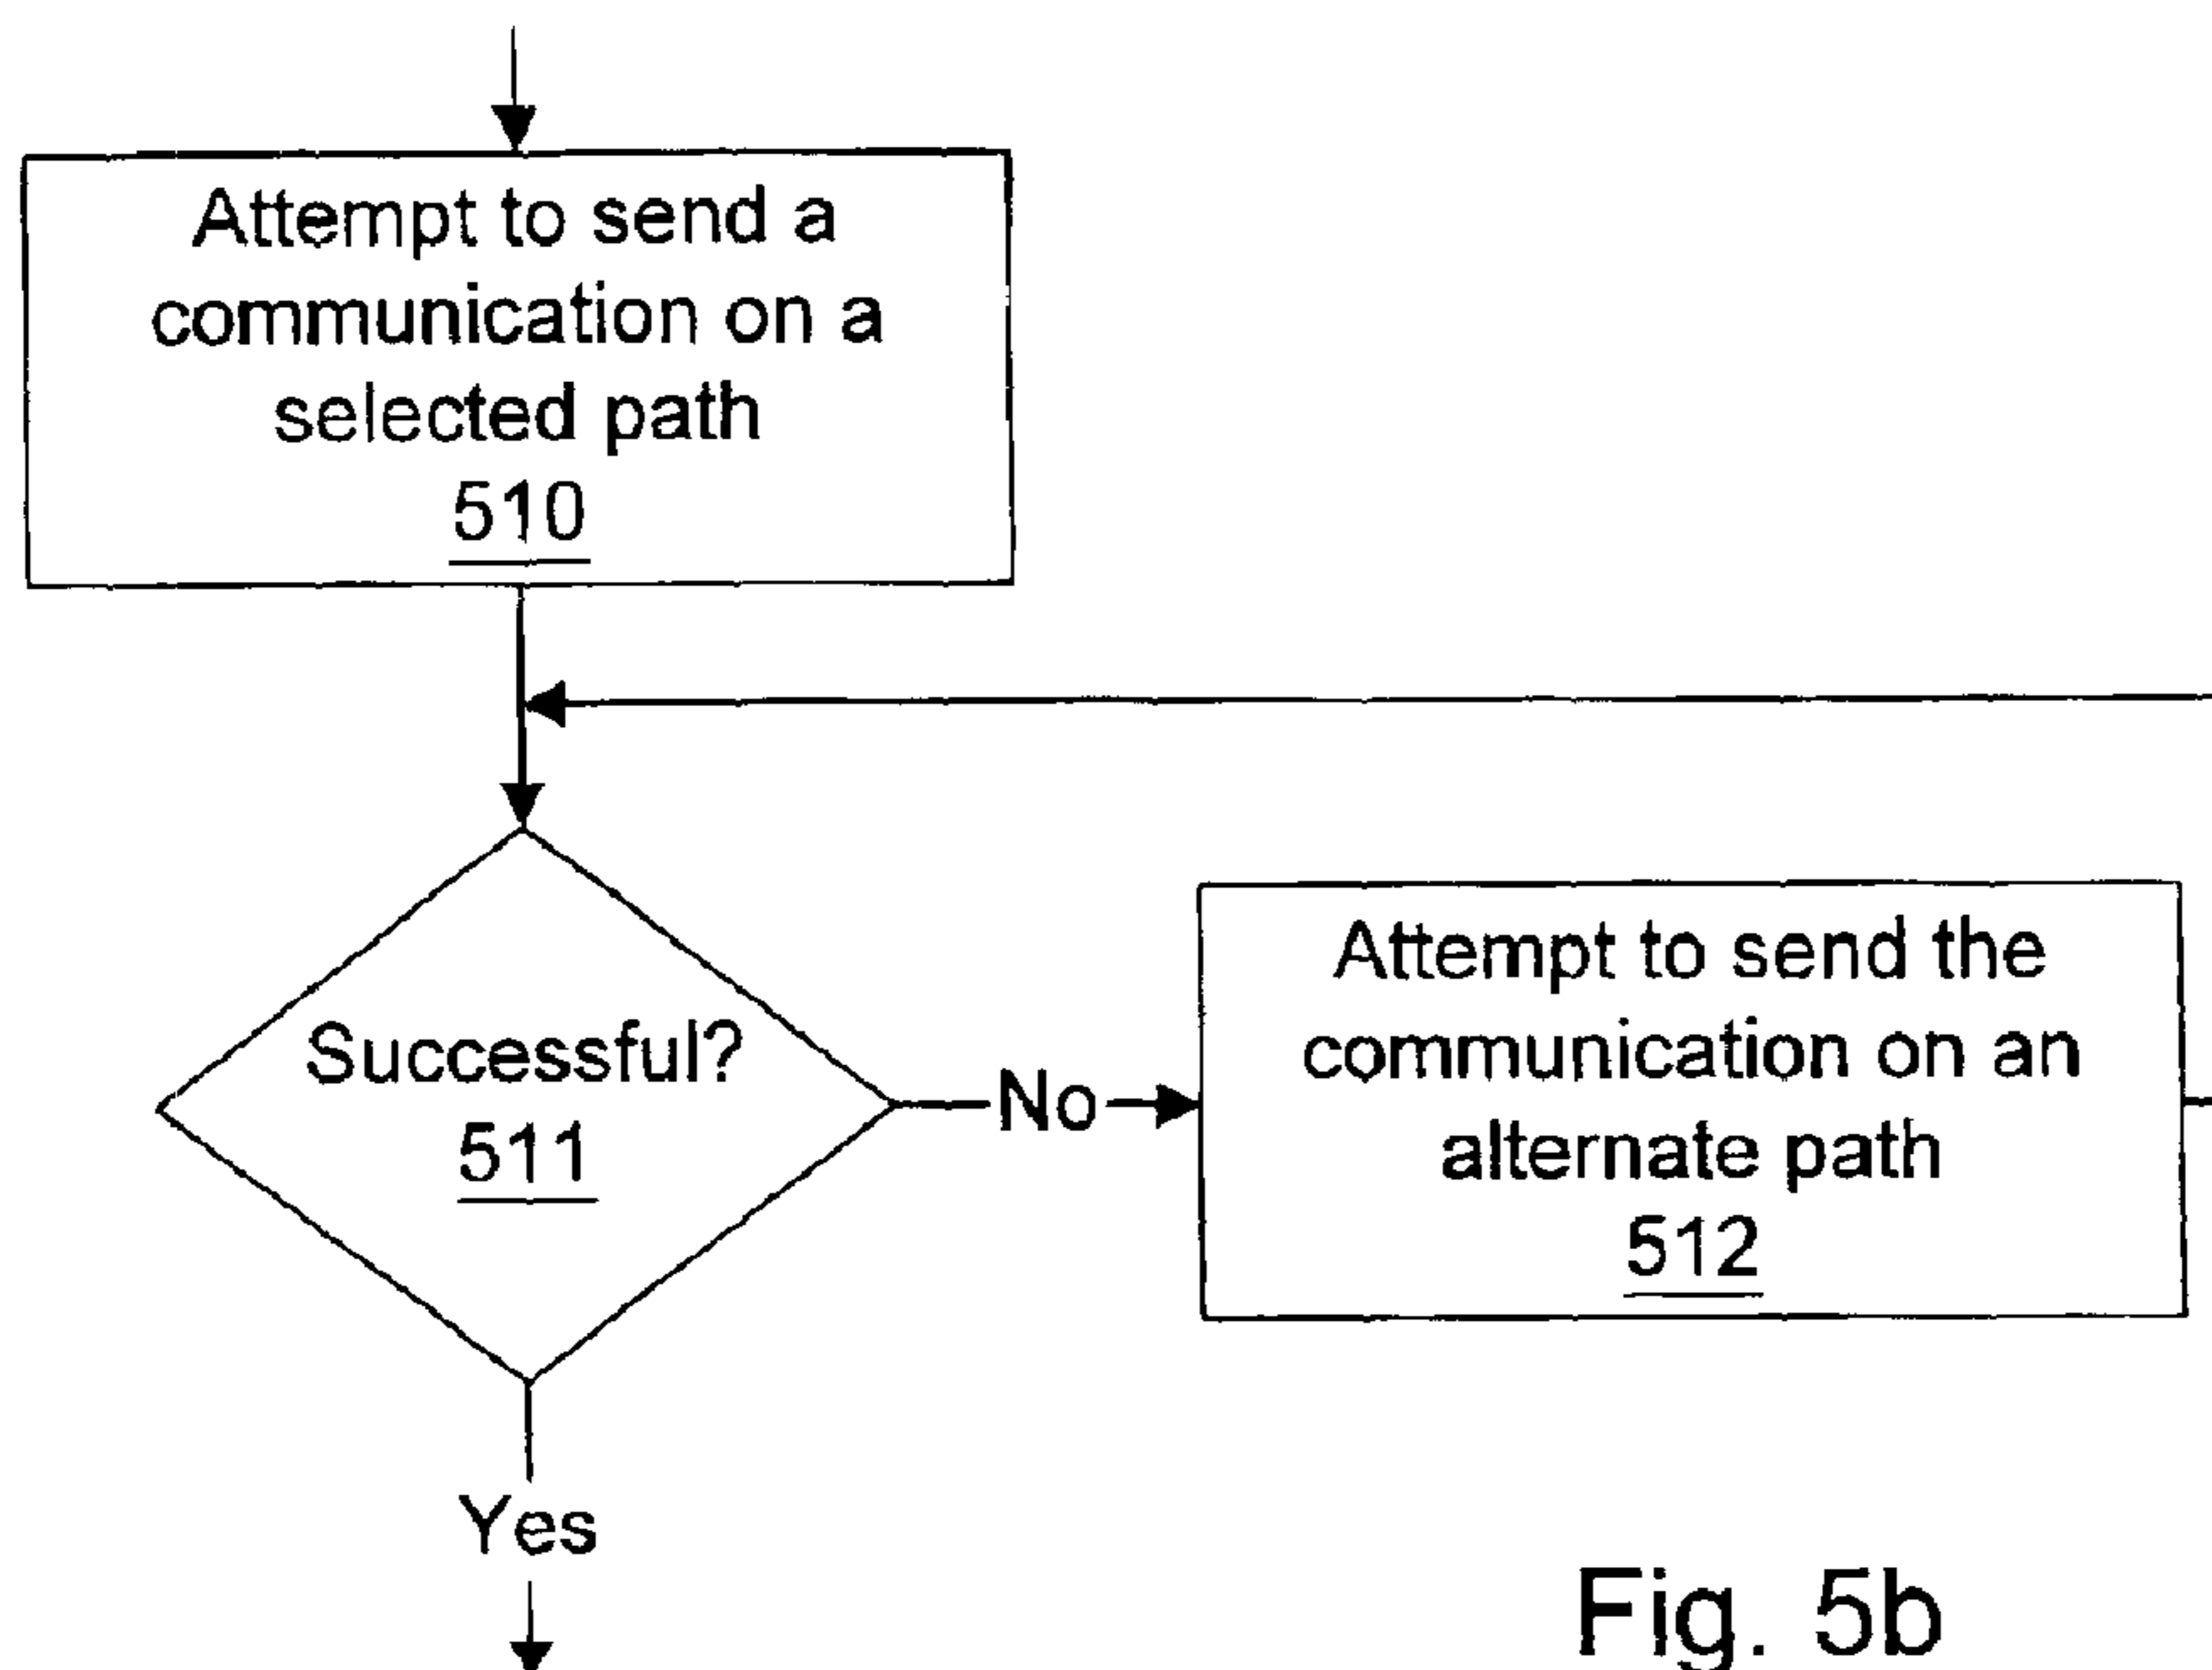 Attempt to send a
communication on a
selected path
510
Successful?
511
No
Attempt to send the
communication on an
alternate path
512
Yes
Fig. 5b